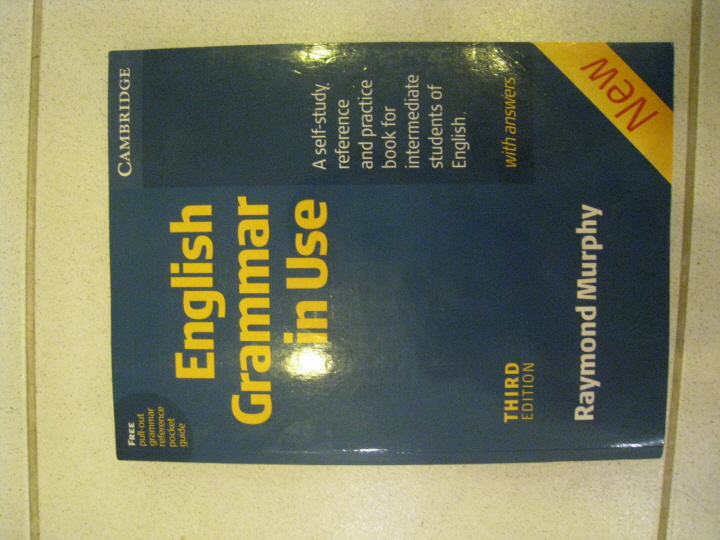 FREE
pull-out
grammar
reference
pocket
guide
CAMBRIDGE
English
Grammar
in Use
A self-study
reference
and practice
book for
intermediate
students of
English.
THIRD
EDITION
with answers
Raymond Murphy
New